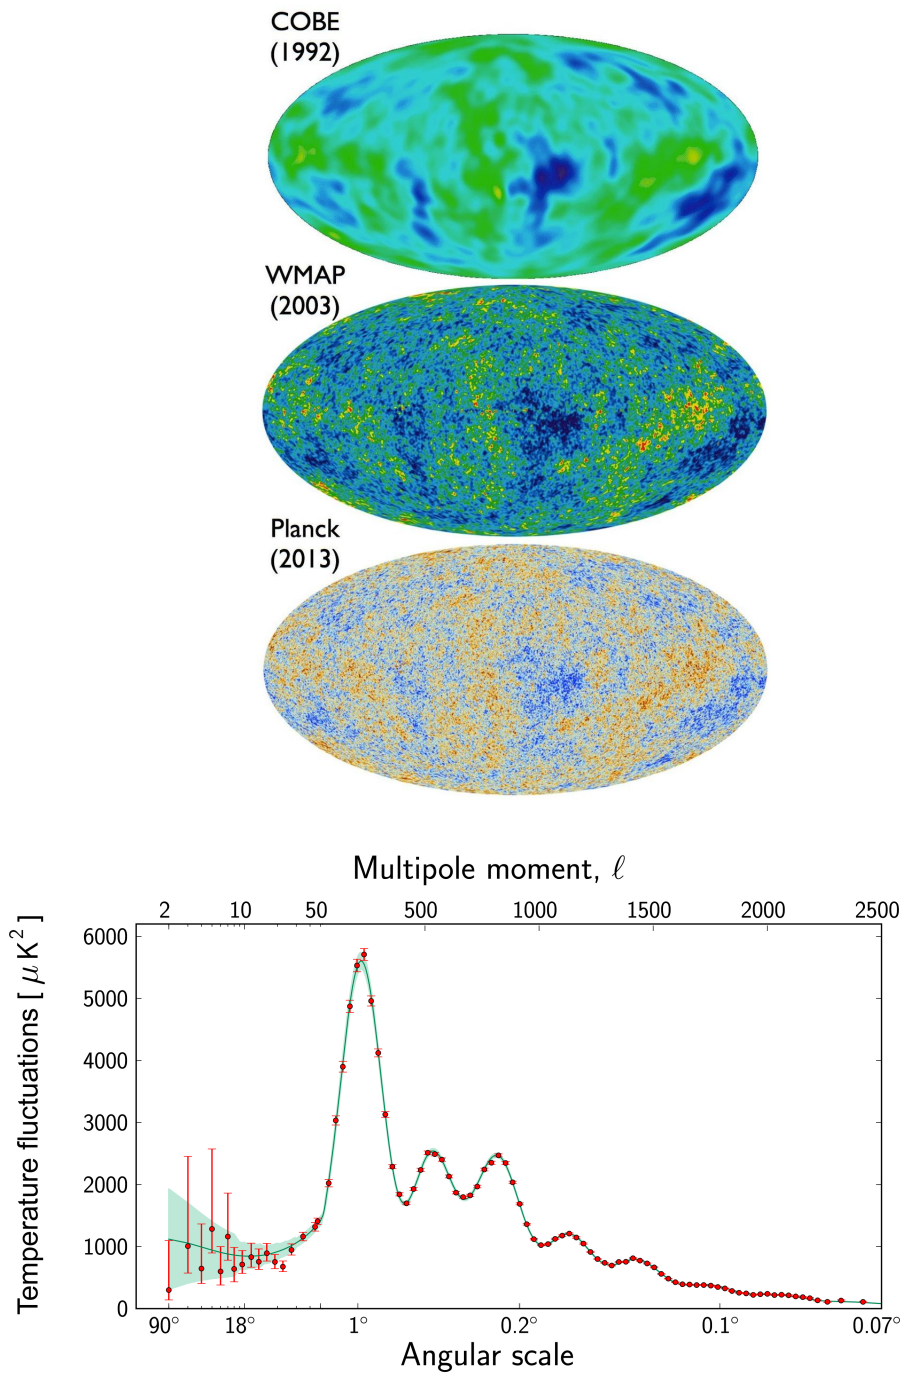 COBE
(1992)
WMAP
(2003)
Planck
(2013)
Multipole moment, ℓ
2 10 50 500 1000 1500 2000 2500
Temperature fluctuations [ μ K² ]
6000
5000
4000
3000
2000
1000
0
90° 18° 1° 0.2° 0.1° 0.07°
Angular scale